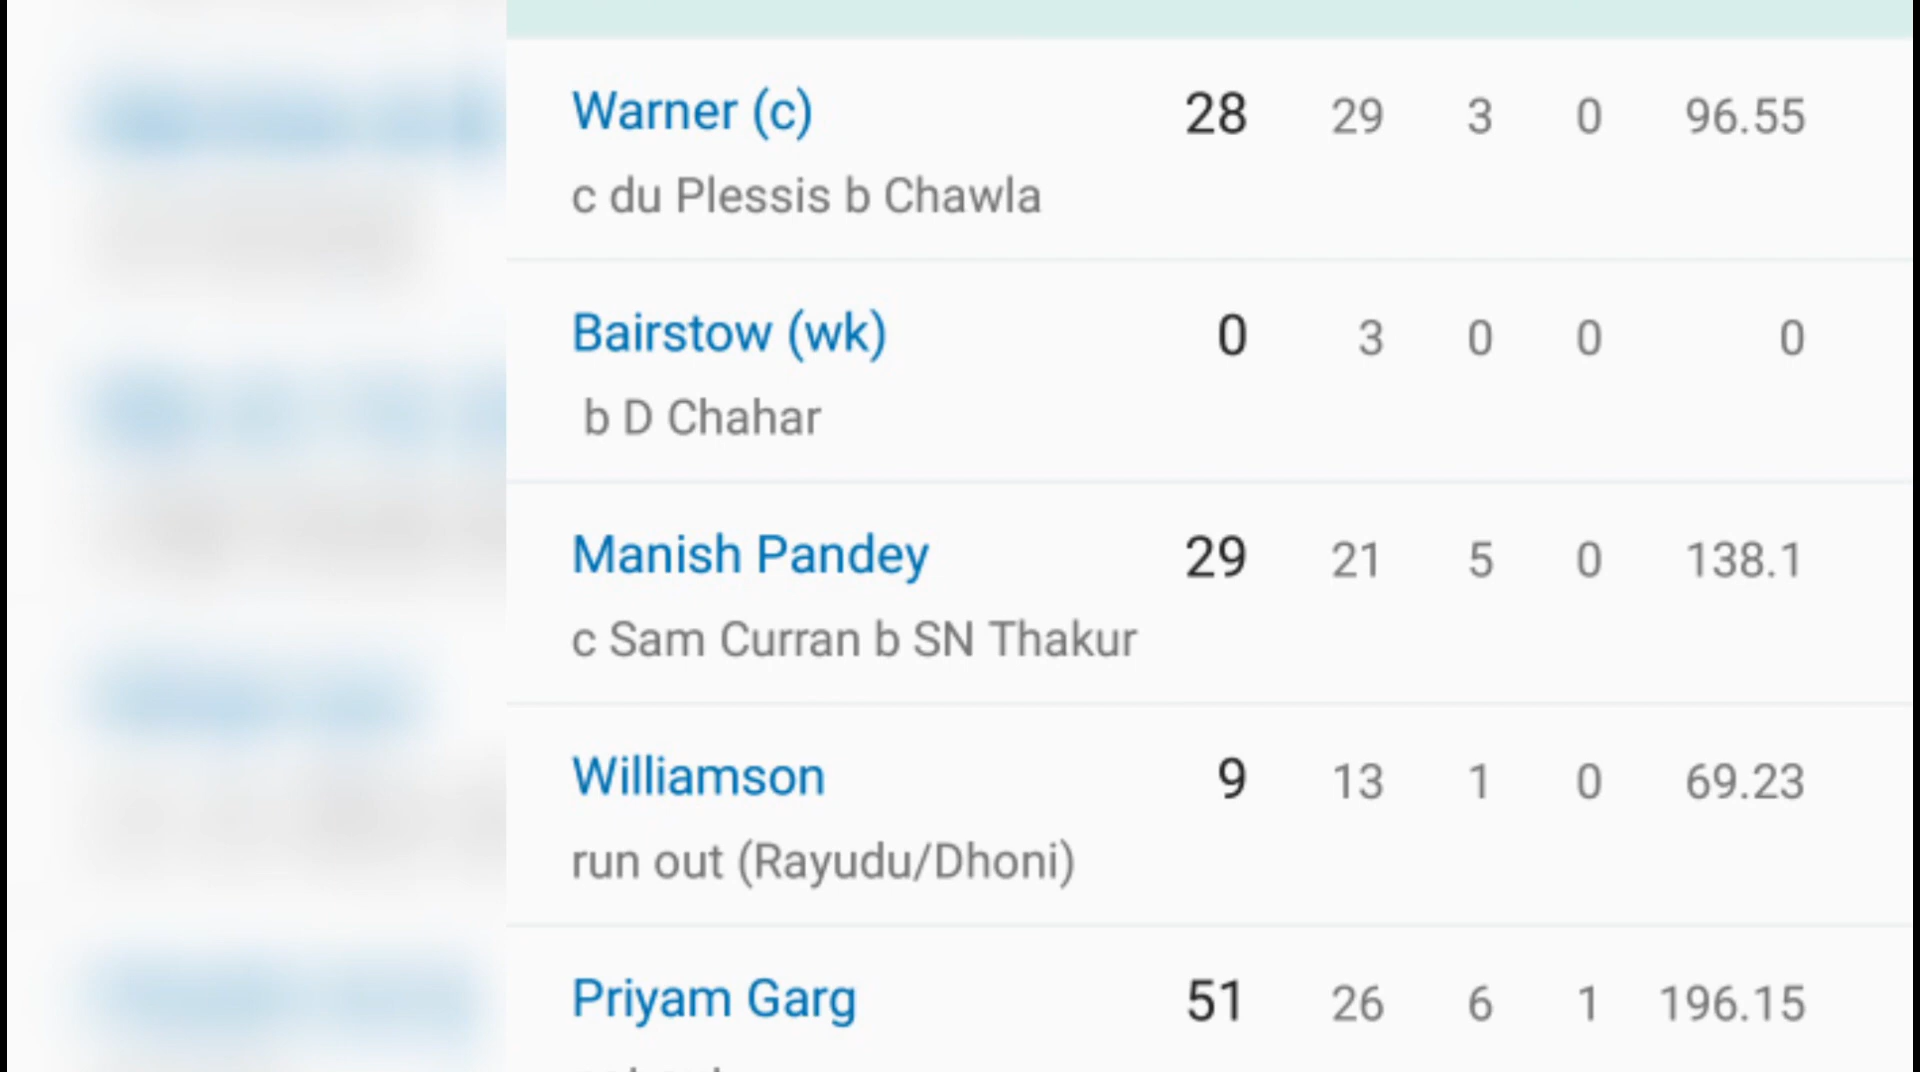 Warner (c) 28 29 3 0 96.55
c du Plessis b Chawla
Bairstow (wk) 0 3 0 0 0
b D Chahar
Manish Pandey 29 21 5 0 138.1
c Sam Curran b SN Thakur
Williamson 9 13 1 0 69.23
run out (Rayudu/Dhoni)
Priyam Garg 51 26 6 1 196.15